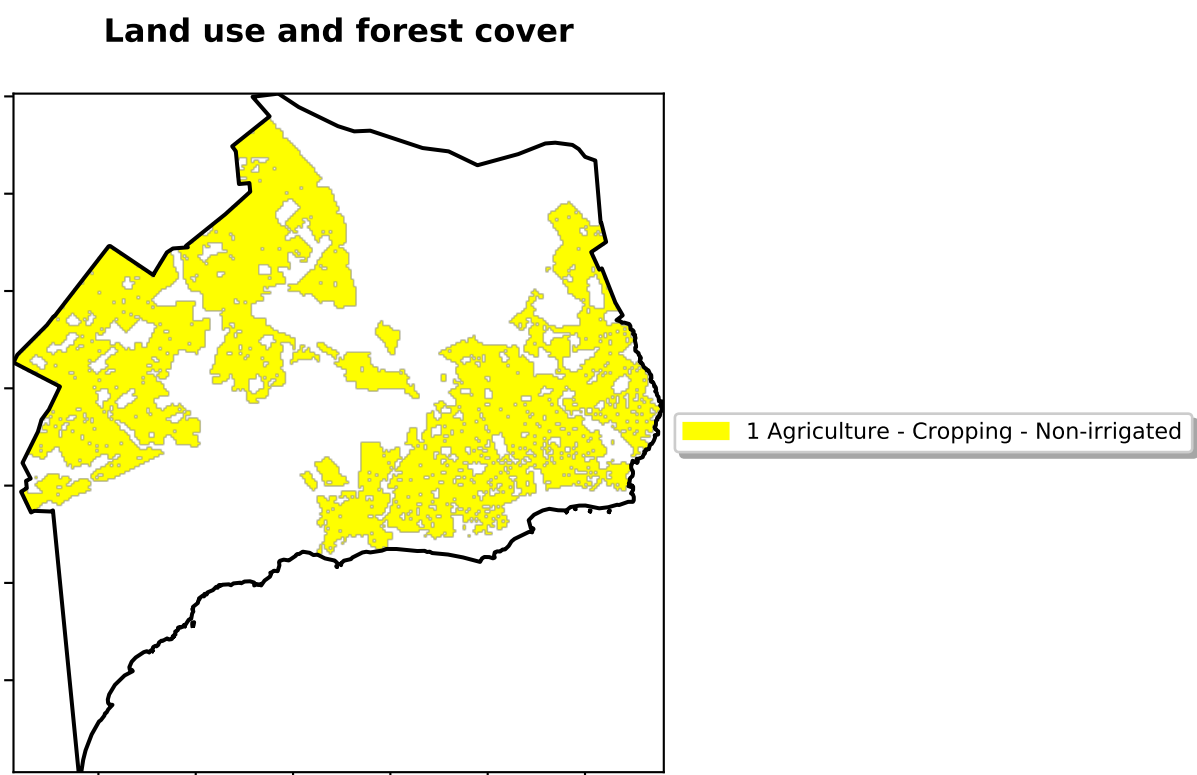 Land use and forest cover
1 Agriculture - Cropping - Non-irrigated